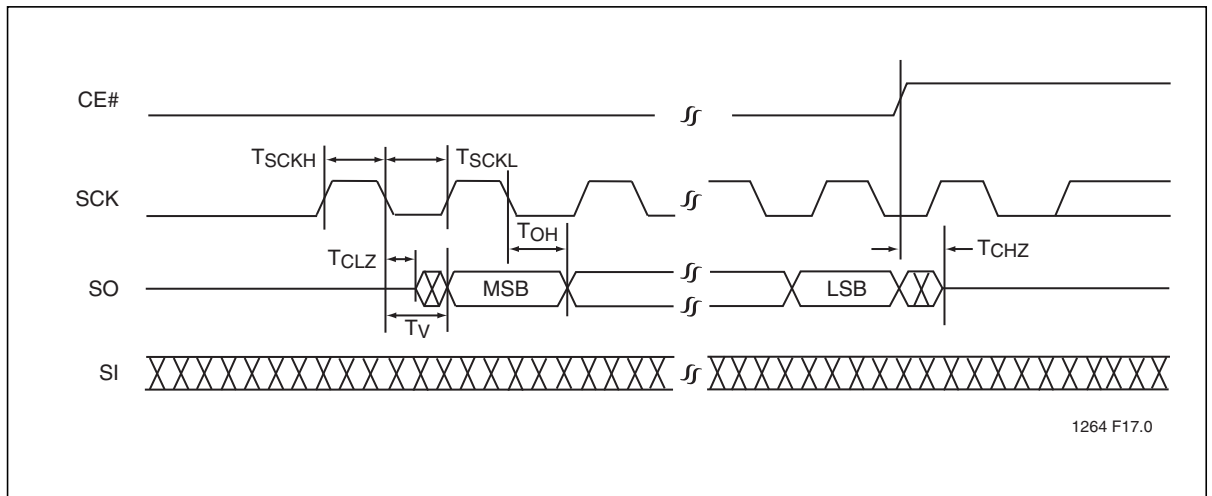 CE#
TSCKH
TSCKL
SCK
TOH
TCLZ
TCHZ
SO
MSB
LSB
TV
SI
1264 F17.0